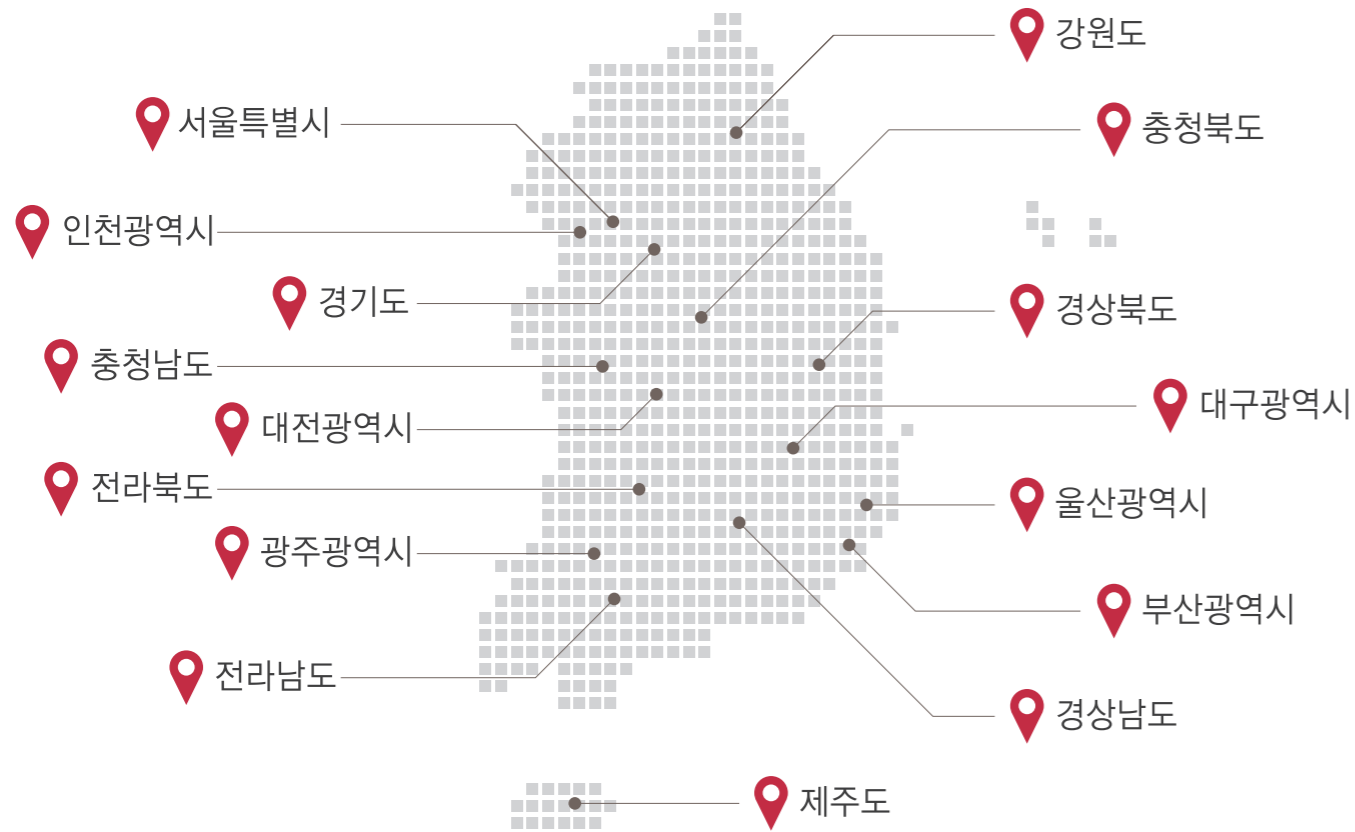 강원도
서울특별시
충청북도
인천광역시
경기도
경상북도
충청남도
대구광역시
대전광역시
전라북도
울산광역시
광주광역시
부산광역시
전라남도
경상남도
제주도